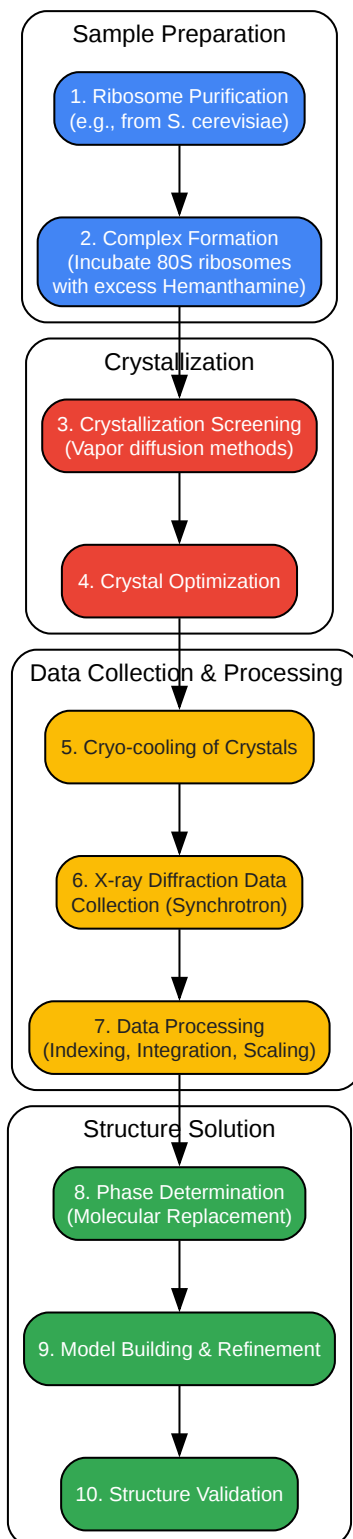 Sample Preparation
1. Ribosome Purification
(e.g., from S. cerevisiae)
2. Complex Formation
(Incubate 80S ribosomes
with excess Hemanthamine)
Crystallization
3. Crystallization Screening
(Vapor diffusion methods)
4. Crystal Optimization
Data Collection & Processing
5. Cryo-cooling of Crystals
6. X-ray Diffraction Data
Collection (Synchrotron)
7. Data Processing
(Indexing, Integration, Scaling)
Structure Solution
8. Phase Determination
(Molecular Replacement)
9. Model Building & Refinement
10. Structure Validation